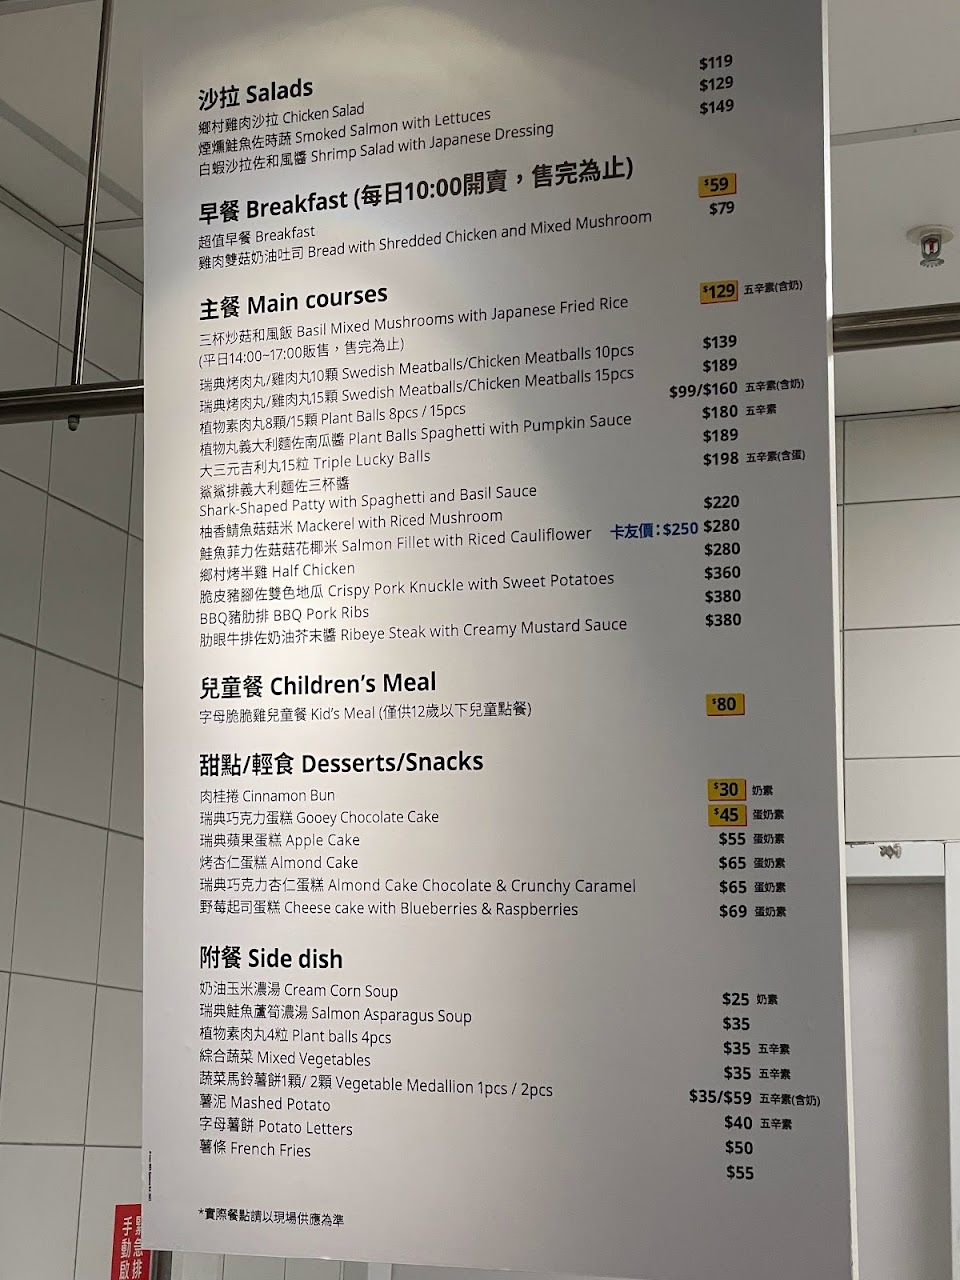 沙拉 Salads
鄉村雞肉沙拉 Chicken Salad $119
煙燻鮭魚佐時蔬 Smoked Salmon with Lettuces $129
白蝦沙拉佐和風醬 Shrimp Salad with Japanese Dressing $149
早餐 Breakfast (每日10:00開賣，售完為止)
超值早餐 Breakfast $59
雞肉雙菇奶油吐司 Bread with Shredded Chicken and Mixed Mushroom $79
主餐 Main courses
三杯炒菇和風飯 Basil Mixed Mushrooms with Japanese Fried Rice $129 五辛素(含奶)
(平日14:00~17:00販售，售完為止)
瑞典烤肉丸/雞肉丸10顆 Swedish Meatballs/Chicken Meatballs 10pcs $139
瑞典烤肉丸/雞肉丸15顆 Swedish Meatballs/Chicken Meatballs 15pcs $189
植物素肉丸8顆/15顆 Plant Balls 8pcs / 15pcs $99/$160 五辛素(含奶)
植物丸義大利麵佐南瓜醬 Plant Balls Spaghetti with Pumpkin Sauce $180 五辛素
大三元吉利丸15粒 Triple Lucky Balls $189
鯊鯊排義大利麵佐三杯醬 $198 五辛素(含蛋)
Shark-Shaped Patty with Spaghetti and Basil Sauce
柚香鯖魚菇菇米 Mackerel with Riced Mushroom $220
鮭魚菲力佐菇菇花椰米 Salmon Fillet with Riced Cauliflower 卡友價：$250 $280
鄉村烤半雞 Half Chicken $280
脆皮豬腳佐雙色地瓜 Crispy Pork Knuckle with Sweet Potatoes $360
BBQ豬肋排 BBQ Pork Ribs $380
肋眼牛排佐奶油芥末醬 Ribeye Steak with Creamy Mustard Sauce $380
兒童餐 Children's Meal
字母脆脆雞兒童餐 Kid's Meal (僅供12歲以下兒童點餐) $80
甜點/輕食 Desserts/Snacks
肉桂捲 Cinnamon Bun $30 奶素
瑞典巧克力蛋糕 Gooey Chocolate Cake $45 蛋奶素
瑞典蘋果蛋糕 Apple Cake $55 蛋奶素
烤杏仁蛋糕 Almond Cake $65 蛋奶素
瑞典巧克力杏仁蛋糕 Almond Cake Chocolate & Crunchy Caramel $65 蛋奶素
野莓起司蛋糕 Cheese cake with Blueberries & Raspberries $69 蛋奶素
附餐 Side dish
奶油玉米濃湯 Cream Corn Soup $25 奶素
瑞典鮭魚蘆筍濃湯 Salmon Asparagus Soup $35
植物素肉丸4粒 Plant balls 4pcs $35 五辛素
綜合蔬菜 Mixed Vegetables $35 五辛素
蔬菜馬鈴薯餅1顆/ 2顆 Vegetable Medallion 1pcs / 2pcs $35/$59 五辛素(含奶)
薯泥 Mashed Potato $40 五辛素
字母薯餅 Potato Letters $50
薯條 French Fries $55
*實際餐點請以現場供應為準
緊急排
手動啟